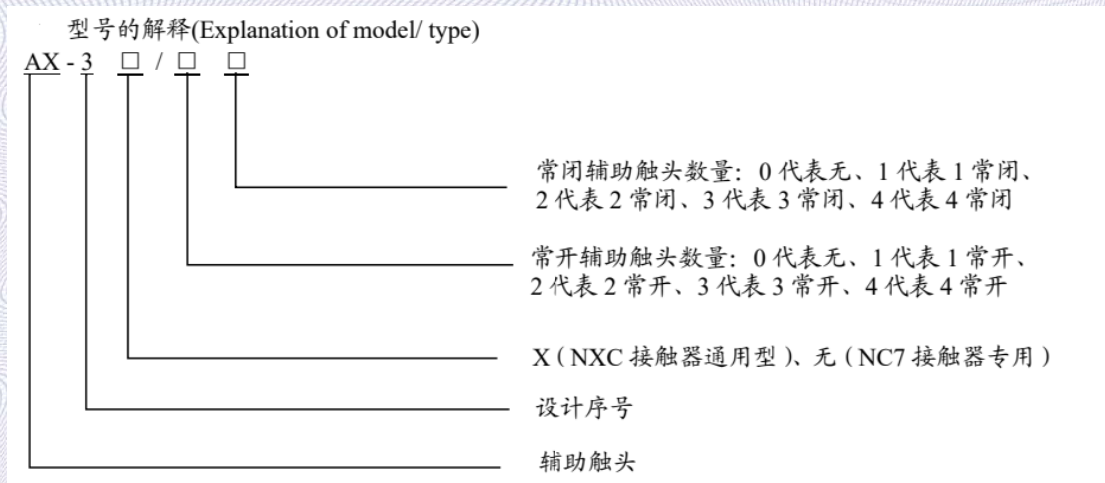 型号的解释(Explanation of model/ type)
AX - 3 □ / □ □
常闭辅助触头数量：0 代表无、1 代表 1 常闭、
2 代表 2 常闭、3 代表 3 常闭、4 代表 4 常闭
常开辅助触头数量：0 代表无、1 代表 1 常开、
2 代表 2 常开、3 代表 3 常开、4 代表 4 常开
X（NXC 接触器通用型）、无（NC7 接触器专用）
设计序号
辅助触头